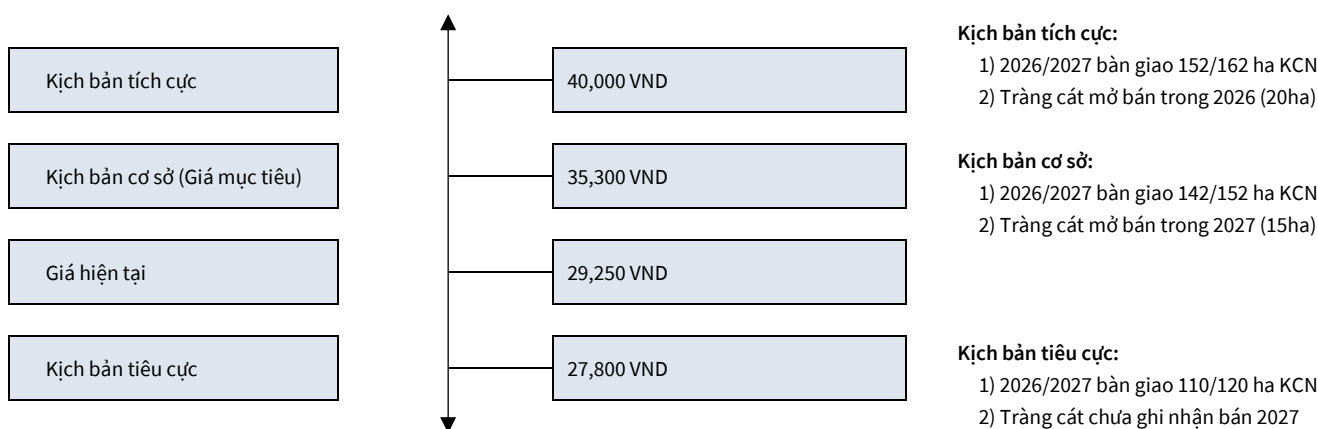 Kịch bản tích cực
40,000 VND
Kịch bản tích cực:
1) 2026/2027 bàn giao 152/162 ha KCN
2) Tràng cát mở bán trong 2026 (20ha)
Kịch bản cơ sở (Giá mục tiêu)
35,300 VND
Kịch bản cơ sở:
1) 2026/2027 bàn giao 142/152 ha KCN
2) Tràng cát mở bán trong 2027 (15ha)
Giá hiện tại
29,250 VND
Kịch bản tiêu cực
27,800 VND
Kịch bản tiêu cực:
1) 2026/2027 bàn giao 110/120 ha KCN
2) Tràng cát chưa ghi nhận bán 2027